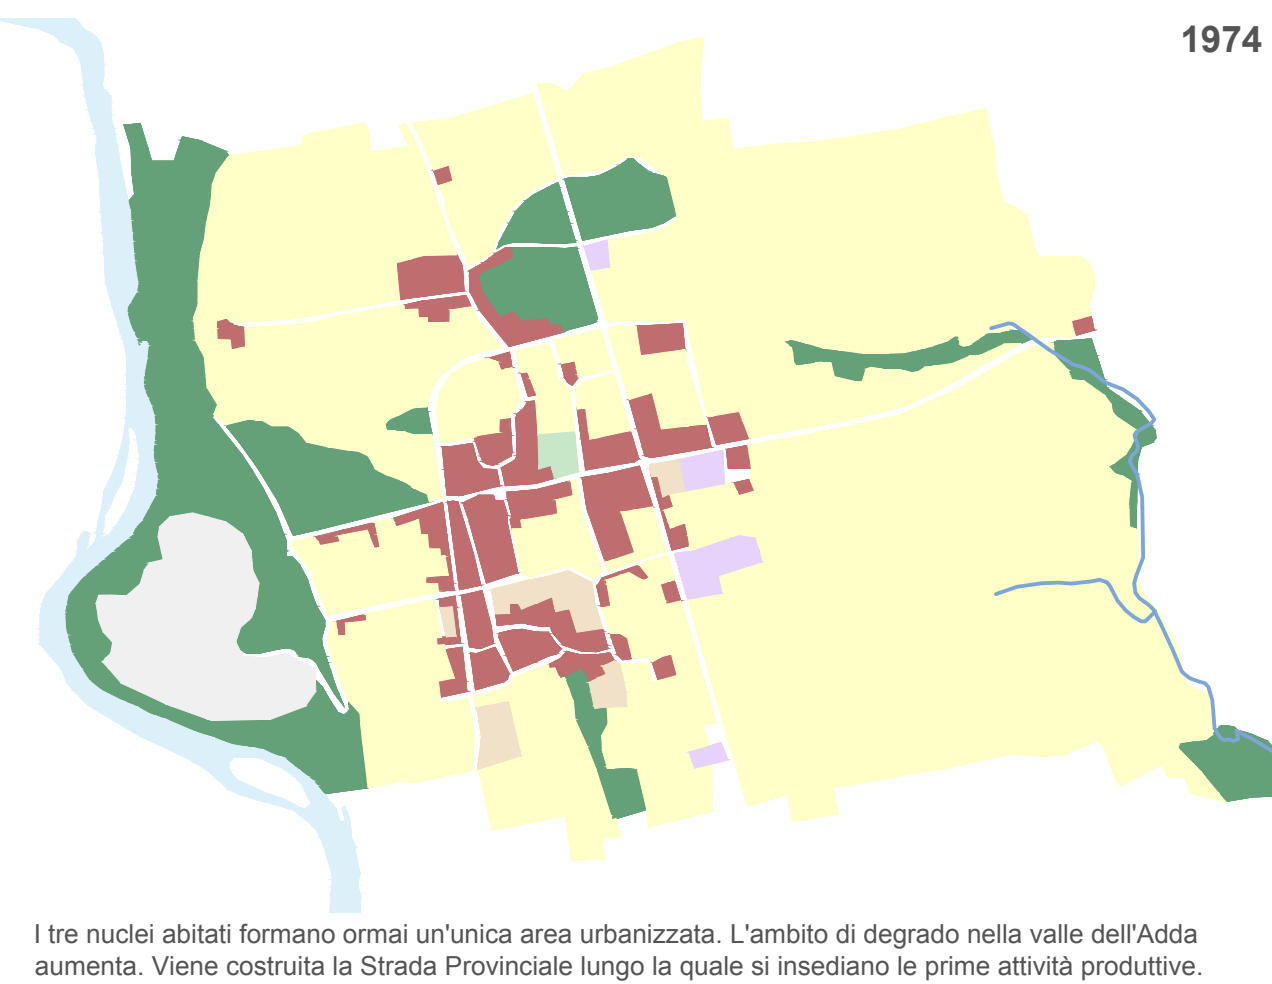 1974
I tre nuclei abitati formano ormai un'unica area urbanizzata. L'ambito di degrado nella valle dell'Adda
aumenta. Viene costruita la Strada Provinciale lungo la quale si insediano le prime attività produttive.